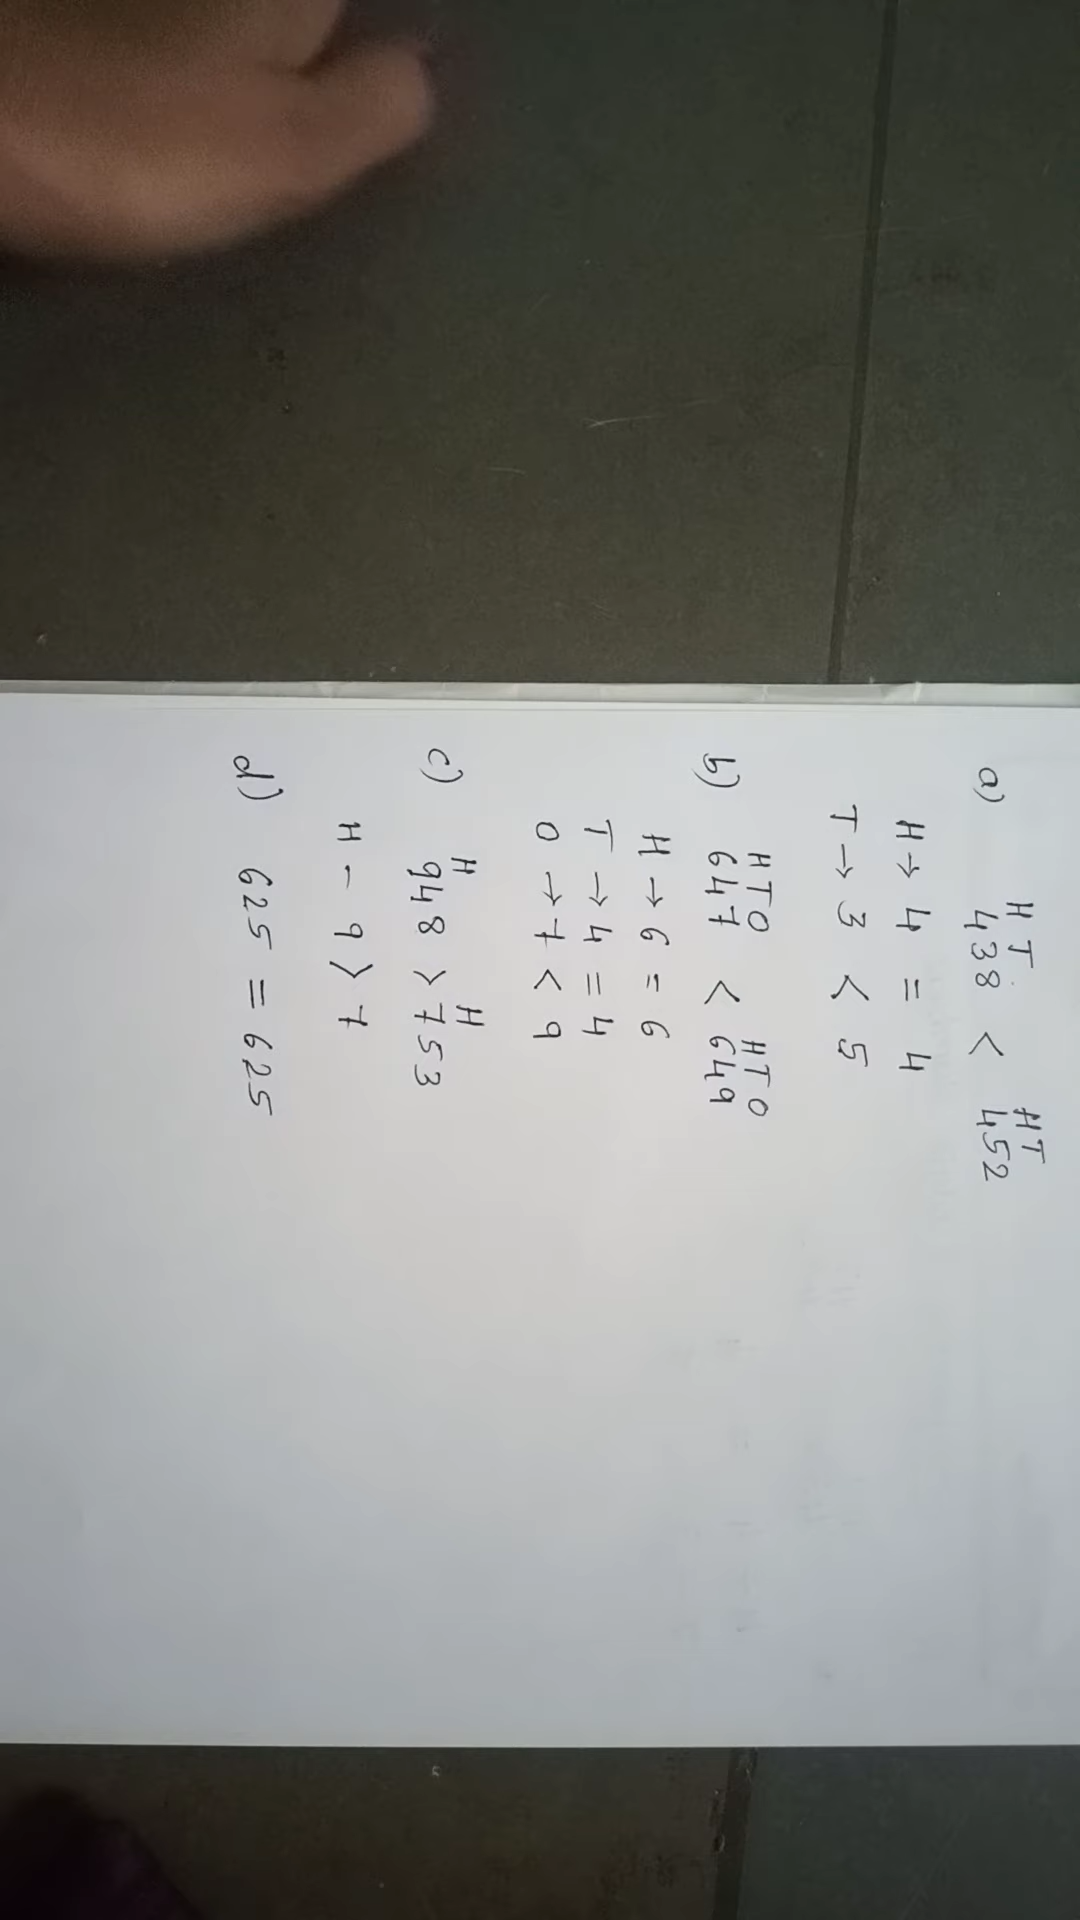 H T HT
a) 438 < 452
H → 4 = 4
T → 3 < 5
HTO HTO
b) 647 < 649
H → 6 = 6
T → 4 = 4
O → 7 < 9
H H
c) 948 > 753
H - 9 > 7
d) 625 = 625